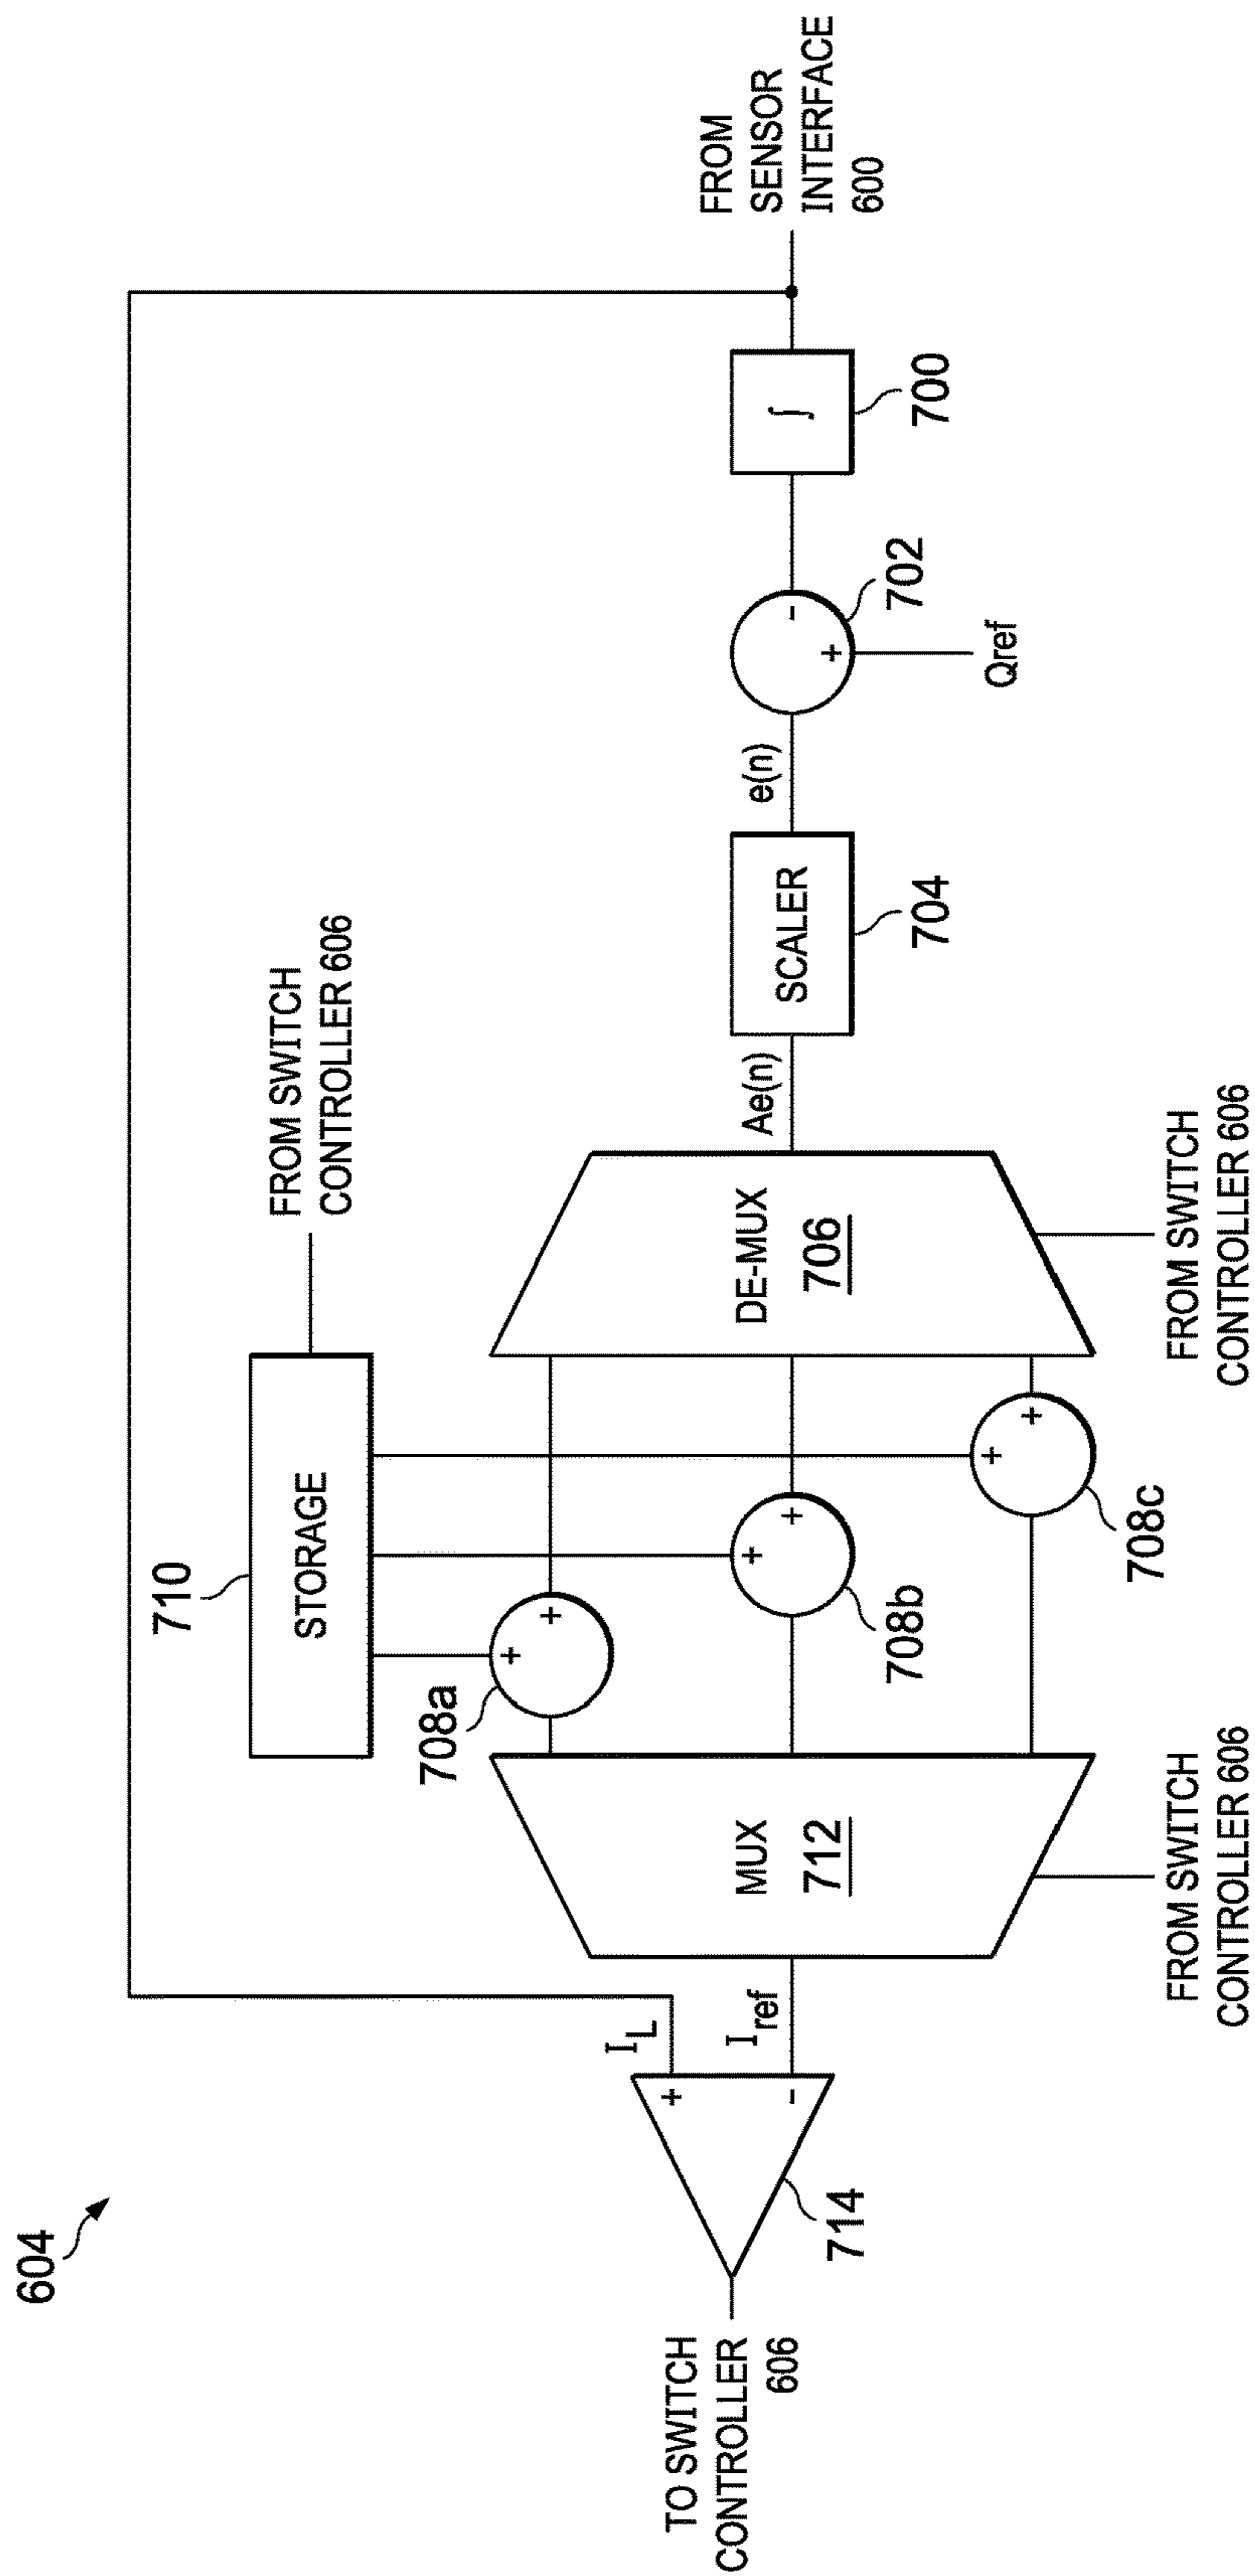 604
TO SWITCH
CONTROLLER
606
714
+
-
I_L
I_ref
MUX
712
FROM SWITCH
CONTROLLER 606
710
STORAGE
FROM SWITCH
CONTROLLER 606
708a
+
+
708b
+
+
708c
+
+
DE-MUX
706
FROM SWITCH
CONTROLLER 606
Ae(n)
SCALER
704
e(n)
-
+
702
Qref
∫
700
FROM
SENSOR
INTERFACE
600